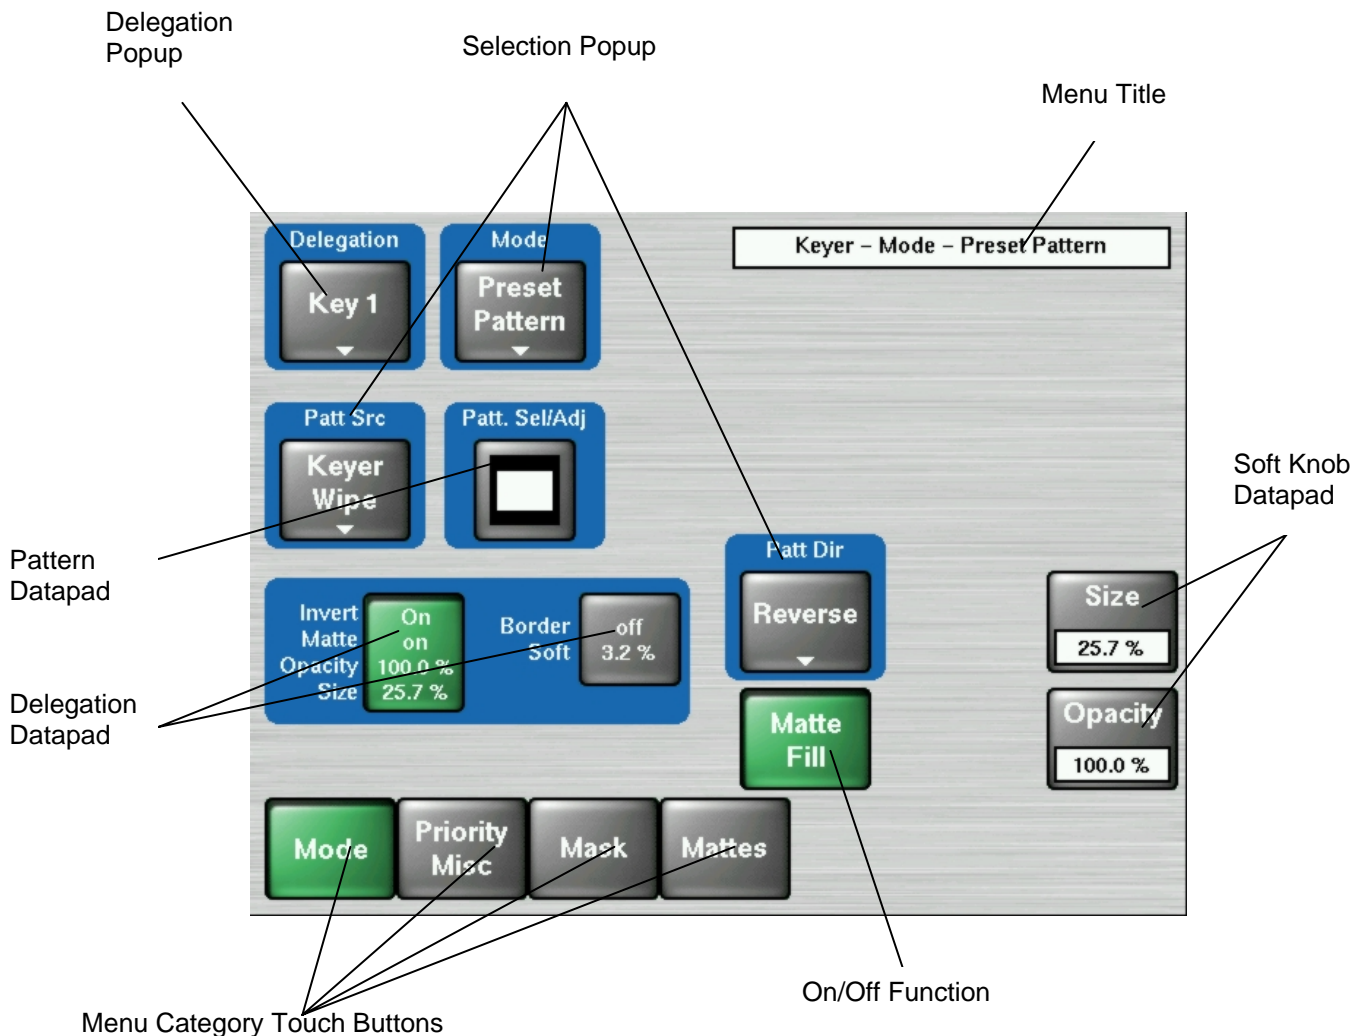 Delegation
Popup
Selection Popup
Menu Title
Delegation
Mode
Keyer – Mode – Preset Pattern
Key 1
Preset
Pattern
Patt Src
Patt. Sel/Adj
Keyer
Wipe
Soft Knob
Datapad
Pattern
Datapad
Patt Dir
Reverse
Size
25.7 %
Invert
Matte
Opacity
Size
On
on
100.0 %
25.7 %
Border
Soft
off
3.2 %
Delegation
Datapad
Matte
Fill
Opacity
100.0 %
Mode
Priority
Misc
Mask
Mattes
On/Off Function
Menu Category Touch Buttons